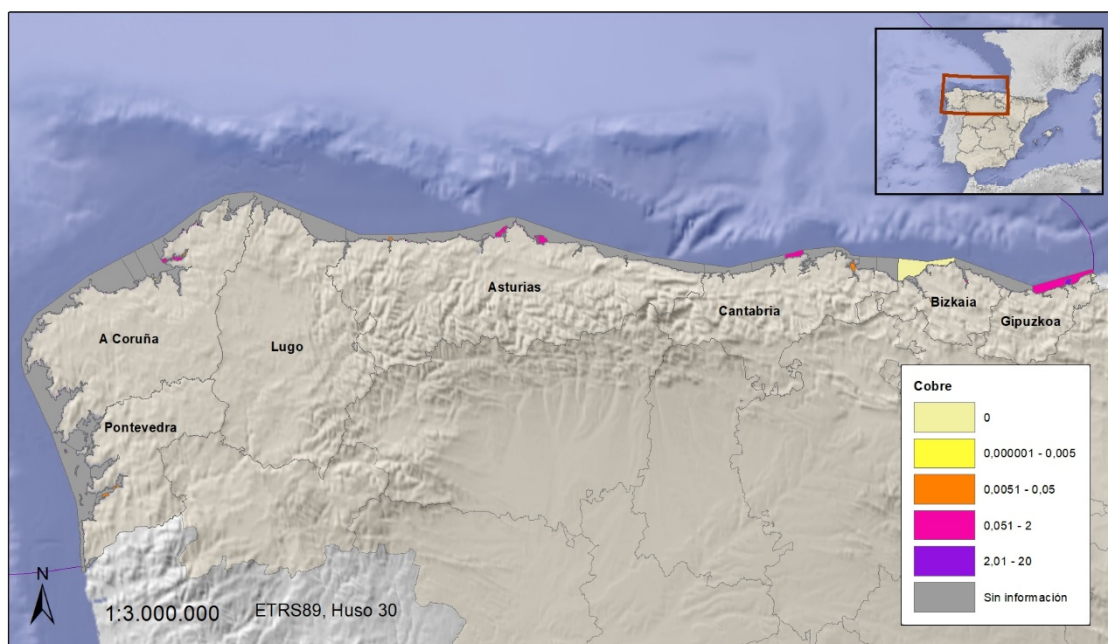 Asturias
Cantabria
Bizkaia
Gipuzkoa
A Coruña
Lugo
Pontevedra
Cobre
0
0,000001 - 0,005
0,0051 - 0,05
0,051 - 2
2,01 - 20
Sin información
N
1:3.000.000
ETRS89, Huso 30